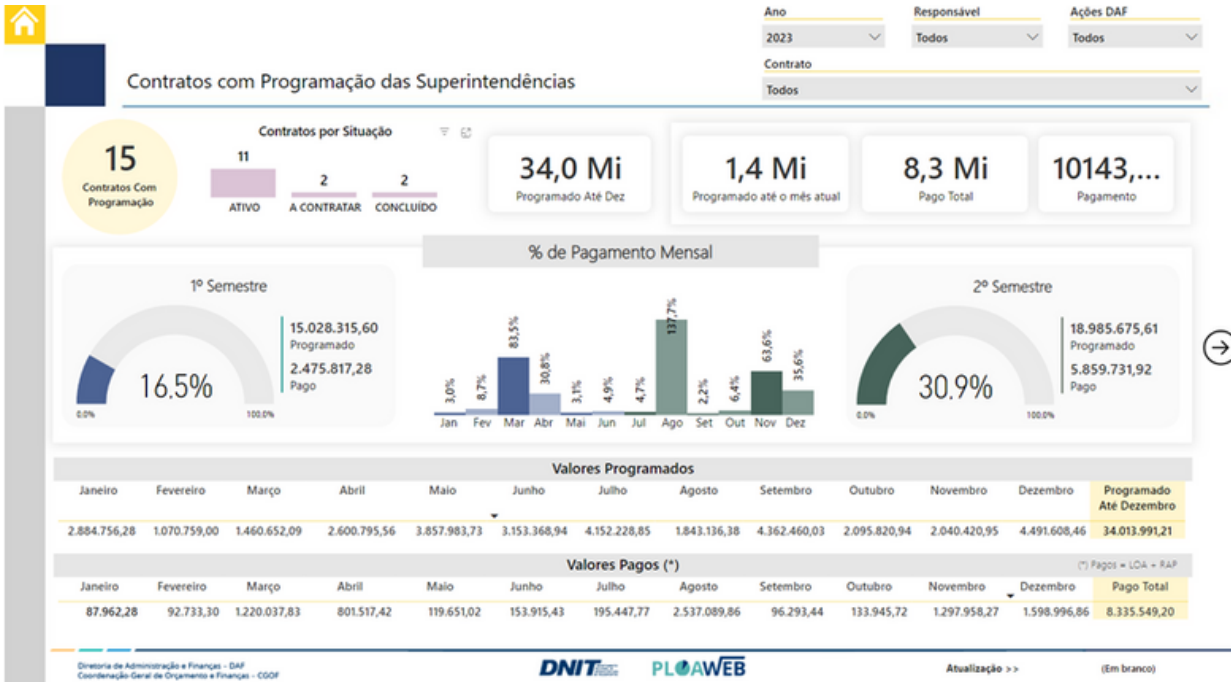 Ano
Responsável
Ações DAF
2023
Todos
Todos
Contrato
Todos
Contratos com Programação das Superintendências
15
Contratos Com
Programação
Contratos por Situação
11
2
2
ATIVO
A CONTRATAR
CONCLUÍDO
34,0 Mi
Programado Até Dez
1,4 Mi
Programado até o mês atual
8,3 Mi
Pago Total
10143,...
Pagamento
% de Pagamento Mensal
1º Semestre
15.028.315,60
Programado
2.475.817,28
Pago
16,5%
0.0%
100.0%
3,0%
8,7%
83,5%
30,8%
3,1%
4,9%
4,7%
137,7%
2,2%
6,4%
63,6%
35,6%
Jan Fev Mar Abr Mai Jun Jul Ago Set Out Nov Dez
2º Semestre
18.985.675,61
Programado
5.859.731,92
Pago
30,9%
0.0%
100.0%
Valores Programados
Janeiro Fevereiro Março Abril Maio Junho Julho Agosto Setembro Outubro Novembro Dezembro Programado
Até Dezembro
2.884.756,28 1.070.759,00 1.460.652,09 2.600.795,56 3.857.983,73 3.153.368,94 4.152.228,85 1.843.136,38 4.362.460,03 2.095.820,94 2.040.420,95 4.491.608,46 34.013.991,21
Valores Pagos (*)
(*) Pagos = LOA + RAP
Janeiro Fevereiro Março Abril Maio Junho Julho Agosto Setembro Outubro Novembro Dezembro Pago Total
87.962,28 92.733,30 1.220.037,83 801.517,42 119.651,02 153.915,43 195.447,77 2.537.089,86 96.293,44 133.945,72 1.297.958,27 1.598.996,86 8.335.549,20
Diretoria de Administração e Finanças - DAF
Coordenação-Geral de Orçamento e Finanças - CGOF
DNIT
PLOAWEB
Atualização >>
(Em branco)